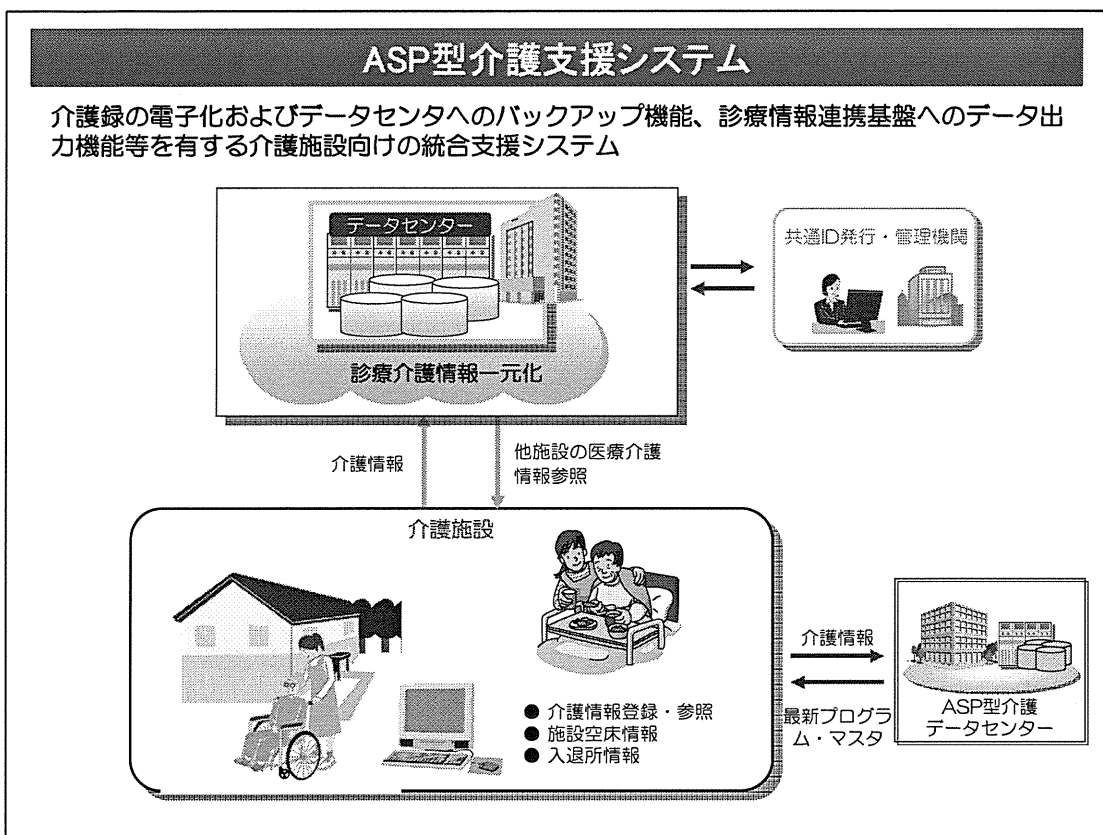 ASP型介護支援システム
介護録の電子化およびデータセンタへのバックアップ機能、診療情報連携基盤へのデータ出
力機能等を有する介護施設向けの統合支援システム
データセンター
診療介護情報一元化
共通ID発行・管理機関
介護情報
他施設の医療介護
情報参照
介護施設
● 介護情報登録・参照
● 施設空床情報
● 入退所情報
介護情報
最新プログラ
ム・マスタ
ASP型介護
データセンター